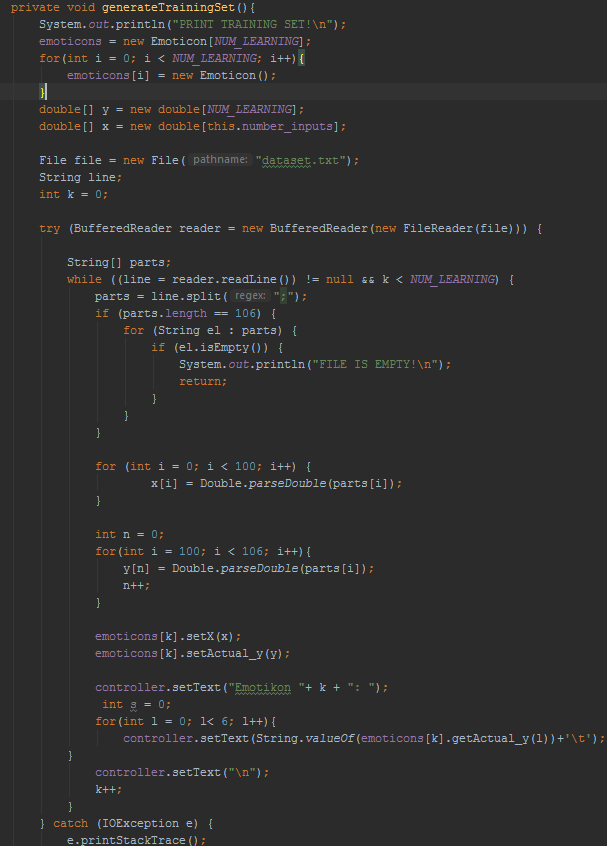 private void generateTrainingSet(){
    System.out.println("PRINT TRAINING SET!\n");
    emoticons = new Emoticon[NUM_LEARNING];
    for(int i = 0; i < NUM_LEARNING; i++){
        emoticons[i] = new Emoticon();
    }
    double[] y = new double[NUM_LEARNING];
    double[] x = new double[this.number_inputs];

    File file = new File( pathname: "dataset.txt");
    String line;
    int k = 0;

    try (BufferedReader reader = new BufferedReader(new FileReader(file))) {

        String[] parts;
        while ((line = reader.readLine()) != null && k < NUM_LEARNING) {
            parts = line.split( regex: ";");
            if (parts.length == 106) {
                for (String el : parts) {
                    if (el.isEmpty()) {
                        System.out.println("FILE IS EMPTY!\n");
                        return;
                    }
                }
            }

            for (int i = 0; i < 100; i++) {
                    x[i] = Double.parseDouble(parts[i]);
            }

            int n = 0;
            for(int i = 100; i < 106; i++){
                y[n] = Double.parseDouble(parts[i]);
                n++;
            }

            emoticons[k].setX(x);
            emoticons[k].setActual_y(y);

            controller.setText("Emotikon "+ k + ": ");
             int s = 0;
            for(int l = 0; l< 6; l++){
                controller.setText(String.valueOf(emoticons[k].getActual_y(l))+'\t');
        }
            controller.setText("\n");
            k++;
        }
    } catch (IOException e) {
        e.printStackTrace();